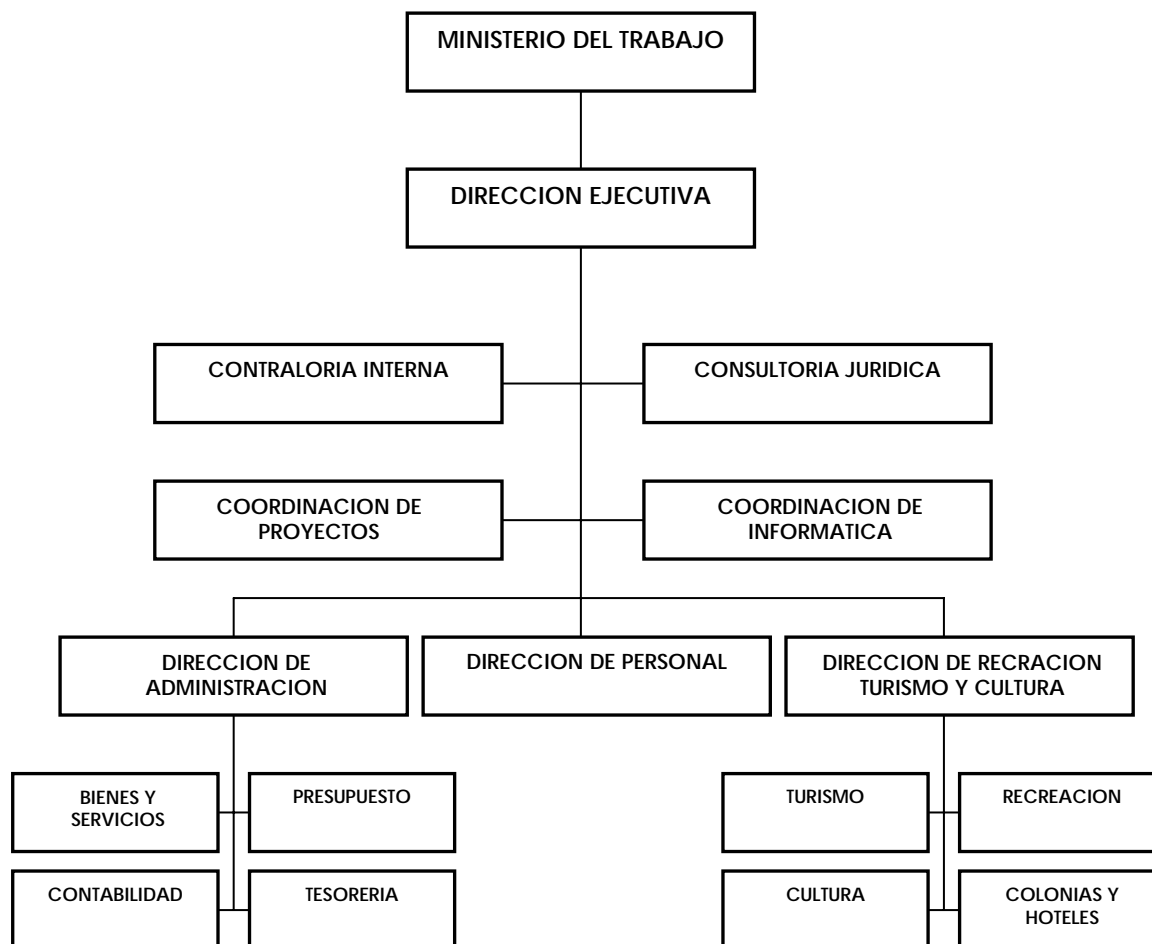 MINISTERIO DEL TRABAJO
DIRECCION EJECUTIVA
CONTRALORIA INTERNA
CONSULTORIA JURIDICA
COORDINACION DE
PROYECTOS
COORDINACION DE
INFORMATICA
DIRECCION DE
ADMINISTRACION
DIRECCION DE PERSONAL
DIRECCION DE RECRACION
TURISMO Y CULTURA
BIENES Y
SERVICIOS
PRESUPUESTO
TURISMO
RECREACION
CONTABILIDAD
TESORERIA
CULTURA
COLONIAS Y
HOTELES